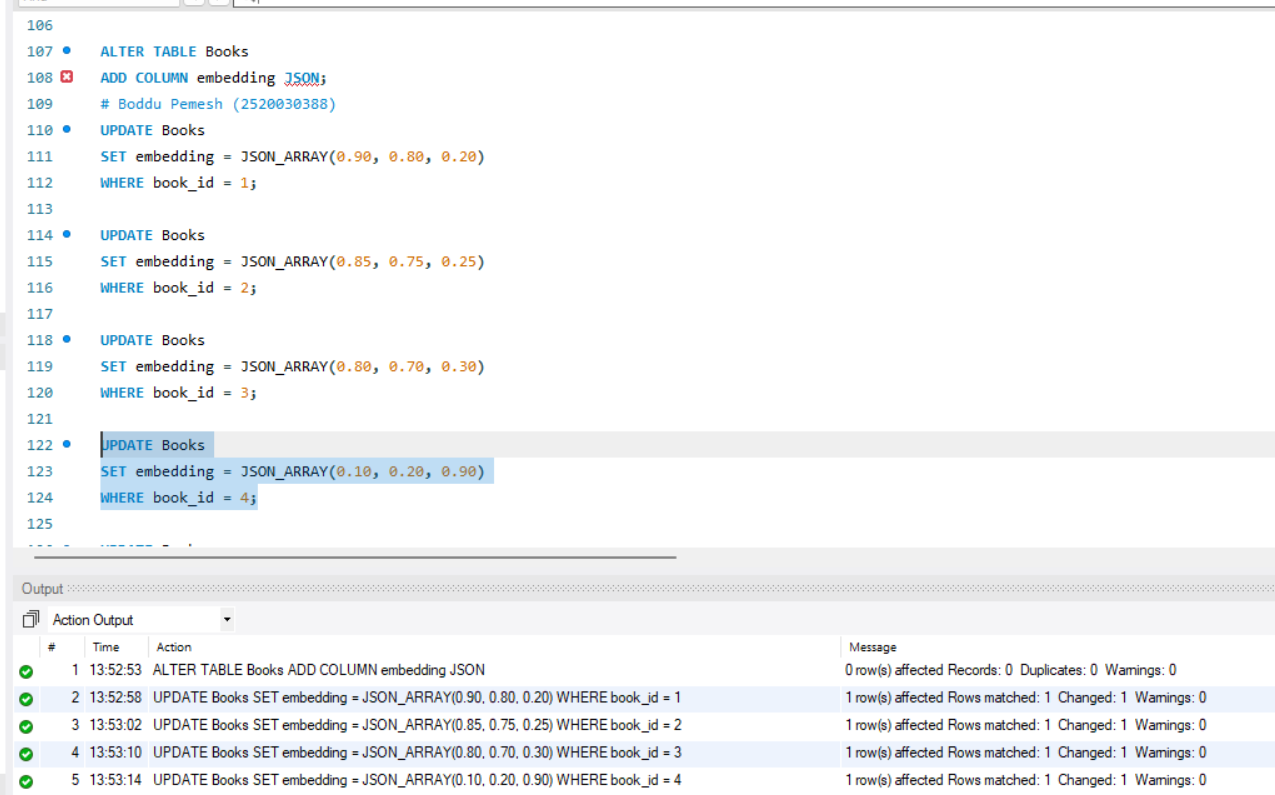 106
107 ALTER TABLE Books
108 ADD COLUMN embedding JSON;
109 # Boddu Pemesh (2520030388)
110 UPDATE Books
111 SET embedding = JSON_ARRAY(0.90, 0.80, 0.20)
112 WHERE book_id = 1;
113
114 UPDATE Books
115 SET embedding = JSON_ARRAY(0.85, 0.75, 0.25)
116 WHERE book_id = 2;
117
118 UPDATE Books
119 SET embedding = JSON_ARRAY(0.80, 0.70, 0.30)
120 WHERE book_id = 3;
121
122 UPDATE Books
123 SET embedding = JSON_ARRAY(0.10, 0.20, 0.90)
124 WHERE book_id = 4;
125
Output
Action Output
# Time Action Message
1 13:52:53 ALTER TABLE Books ADD COLUMN embedding JSON 0 row(s) affected Records: 0 Duplicates: 0 Warnings: 0
2 13:52:58 UPDATE Books SET embedding = JSON_ARRAY(0.90, 0.80, 0.20) WHERE book_id = 1 1 row(s) affected Rows matched: 1 Changed: 1 Warnings: 0
3 13:53:02 UPDATE Books SET embedding = JSON_ARRAY(0.85, 0.75, 0.25) WHERE book_id = 2 1 row(s) affected Rows matched: 1 Changed: 1 Warnings: 0
4 13:53:10 UPDATE Books SET embedding = JSON_ARRAY(0.80, 0.70, 0.30) WHERE book_id = 3 1 row(s) affected Rows matched: 1 Changed: 1 Warnings: 0
5 13:53:14 UPDATE Books SET embedding = JSON_ARRAY(0.10, 0.20, 0.90) WHERE book_id = 4 1 row(s) affected Rows matched: 1 Changed: 1 Warnings: 0